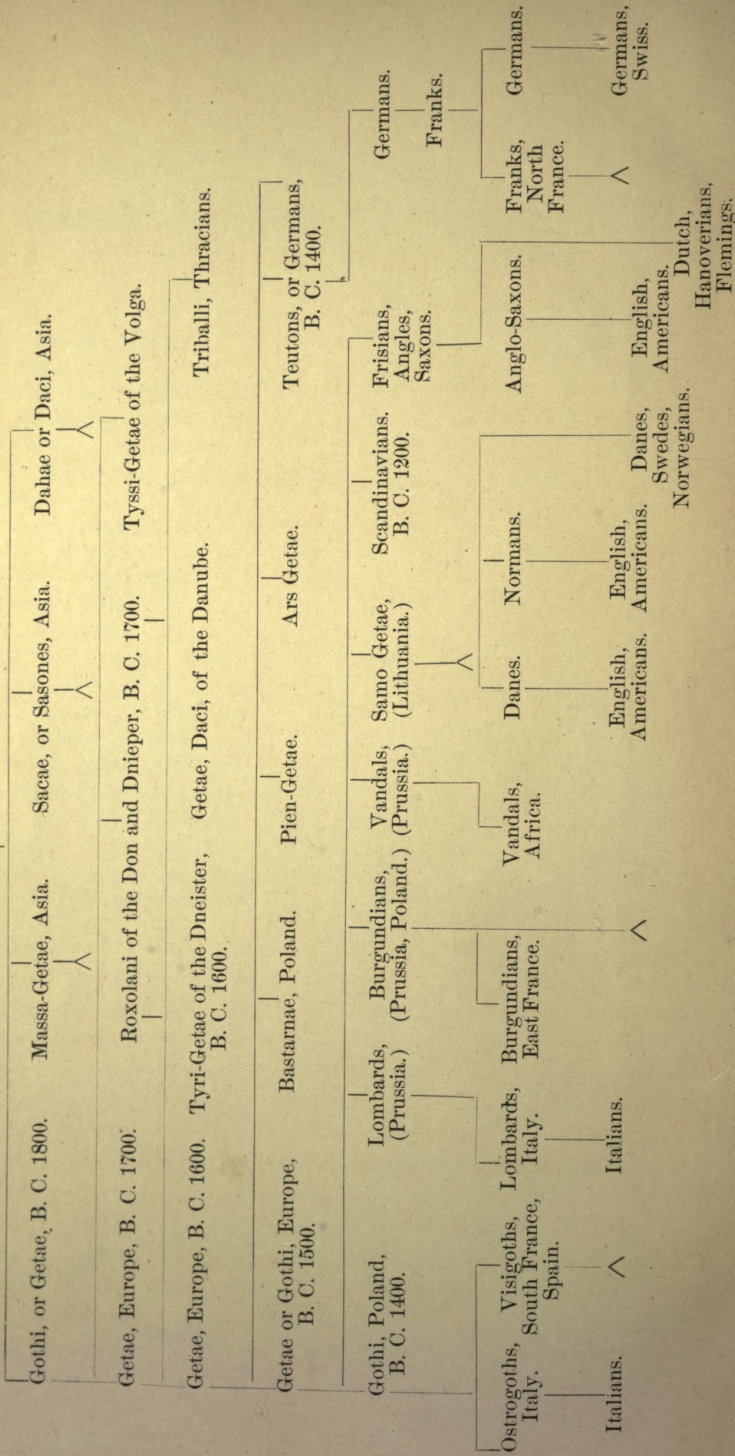 Gothi, or Getae, B. C. 1800. Massa-Getae, Asia. Sacae, or Sasones, Asia. Dahae or Daci, Asia.
Getae, Europe, B. C. 1700. Roxolani of the Don and Dnieper, B. C. 1700. Tyssi-Getae of the Volga.
Getae, Europe, B. C. 1600. Tyri-Getae of the Dneister, Getae, Daci, of the Danube. Triballi, Thracians.
B. C. 1600.
Getae or Gothi, Europe, Bastarnae, Poland. Pien-Getae. Ars Getae. Teutons, or Germans,
B. C. 1500. B. C. 1400.
Gothi, Poland, Lombards, Burgundians, Vandals, Samo Getae, Scandinavians. Frisians, Germans.
B. C. 1400. (Prussia.) (Prussia, Poland.) (Prussia.) (Lithuania.) B. C. 1200. Angles,
Saxons. Franks.
Ostrogoths, Visigoths, Lombards, Burgundians, Vandals, Danes. Normans. Anglo-Saxons. Franks, Germans.
Italy. South France, Italy. East France. Africa. North
Spain. France.
Italians. Italians. English, English, Danes, English, Germans,
Americans. Americans. Swedes, Americans. Swiss.
Norwegians. Dutch,
Hanoverians,
Flemings.